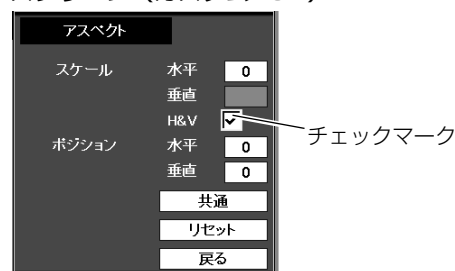 アスペクト
スケール 水平 0
垂直
H&V
チェックマーク
ポジション 水平 0
垂直 0
共通
リセット
戻る